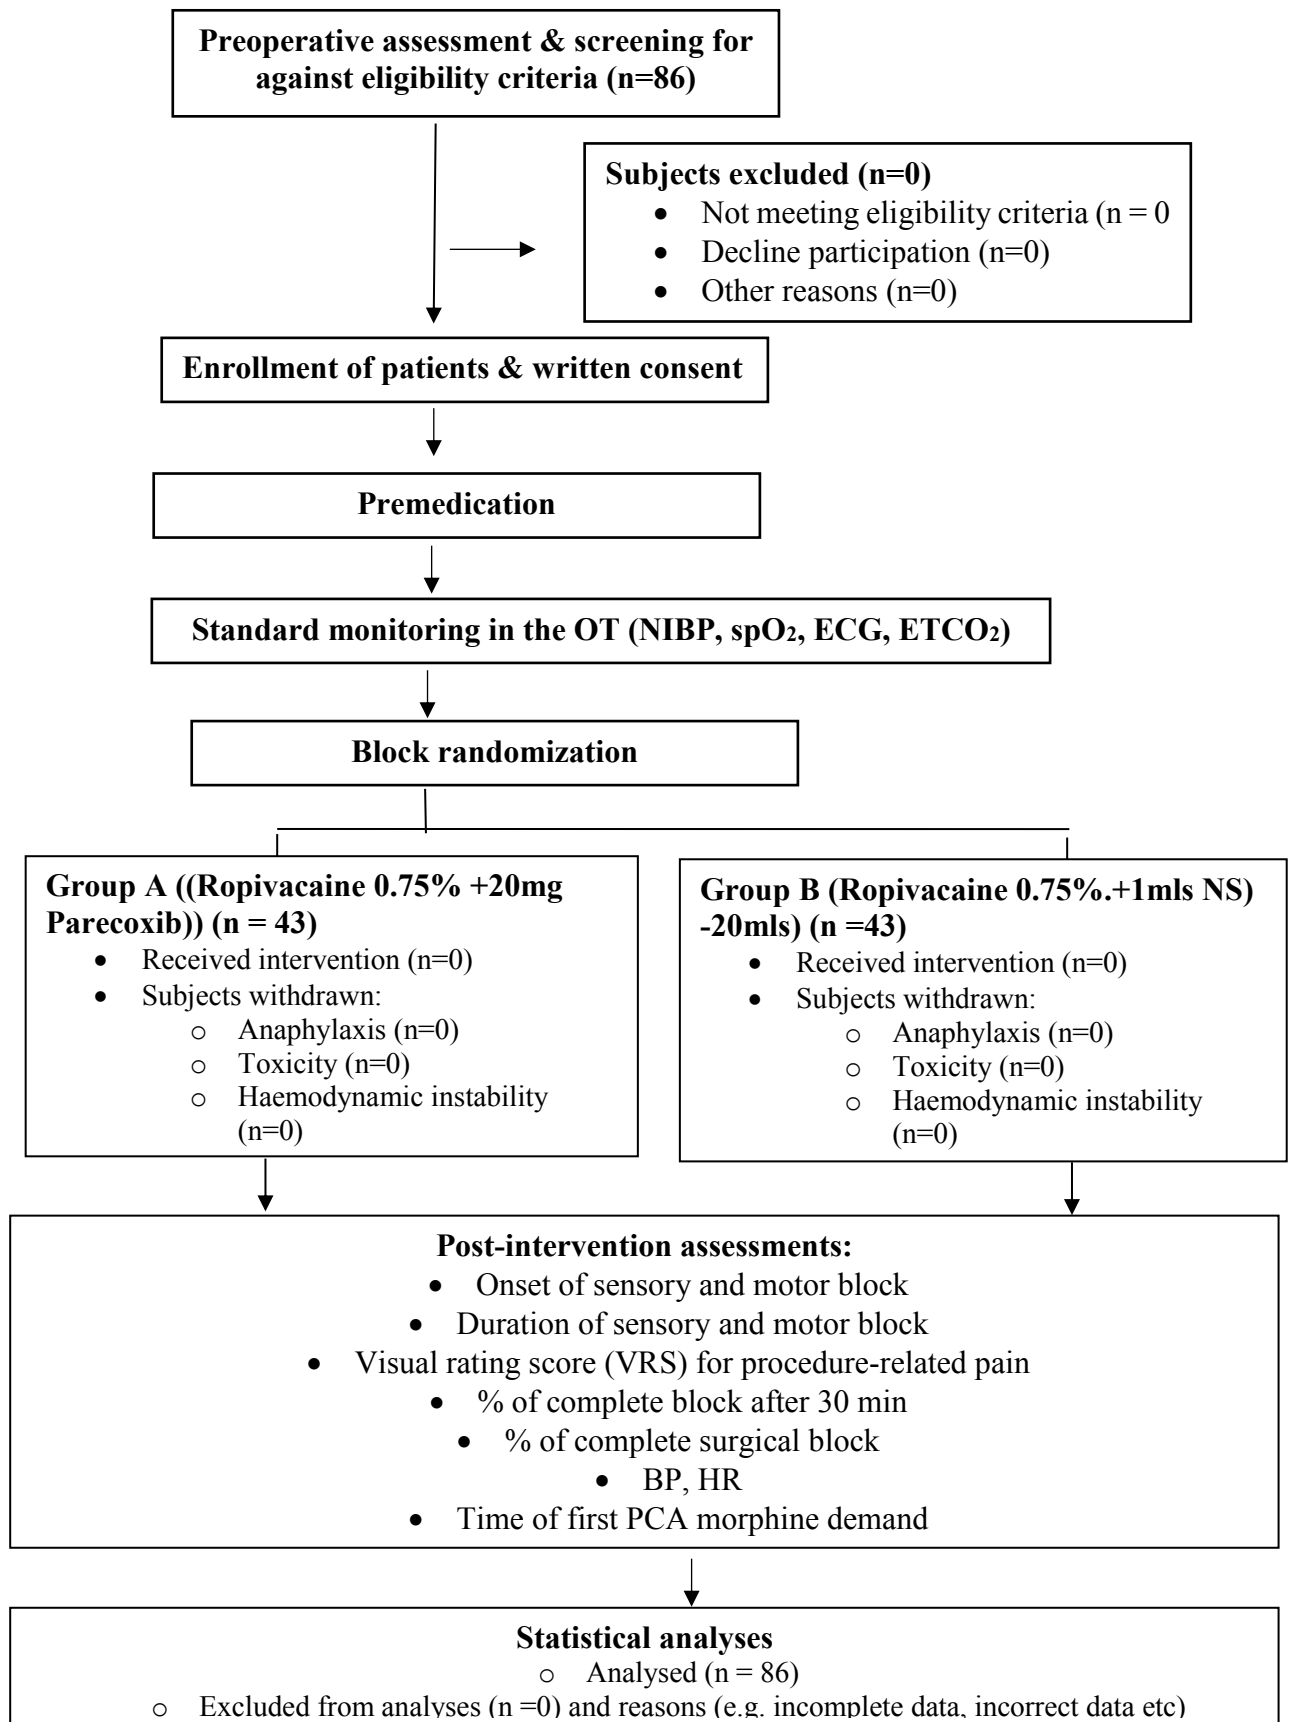 Preoperative assessment & screening for
against eligibility criteria (n=86)
Subjects excluded (n=0)
• Not meeting eligibility criteria (n = 0
• Decline participation (n=0)
• Other reasons (n=0)
Enrollment of patients & written consent
Premedication
Standard monitoring in the OT (NIBP, spO₂, ECG, ETCO₂)
Block randomization
Group A ((Ropivacaine 0.75% +20mg
Parecoxib)) (n = 43)
• Received intervention (n=0)
• Subjects withdrawn:
o Anaphylaxis (n=0)
o Toxicity (n=0)
o Haemodynamic instability
(n=0)
Group B (Ropivacaine 0.75%.+1mls NS)
-20mls) (n =43)
• Received intervention (n=0)
• Subjects withdrawn:
o Anaphylaxis (n=0)
o Toxicity (n=0)
o Haemodynamic instability
(n=0)
Post-intervention assessments:
• Onset of sensory and motor block
• Duration of sensory and motor block
• Visual rating score (VRS) for procedure-related pain
• % of complete block after 30 min
• % of complete surgical block
• BP, HR
• Time of first PCA morphine demand
Statistical analyses
o Analysed (n = 86)
o Excluded from analyses (n =0) and reasons (e.g. incomplete data, incorrect data etc)